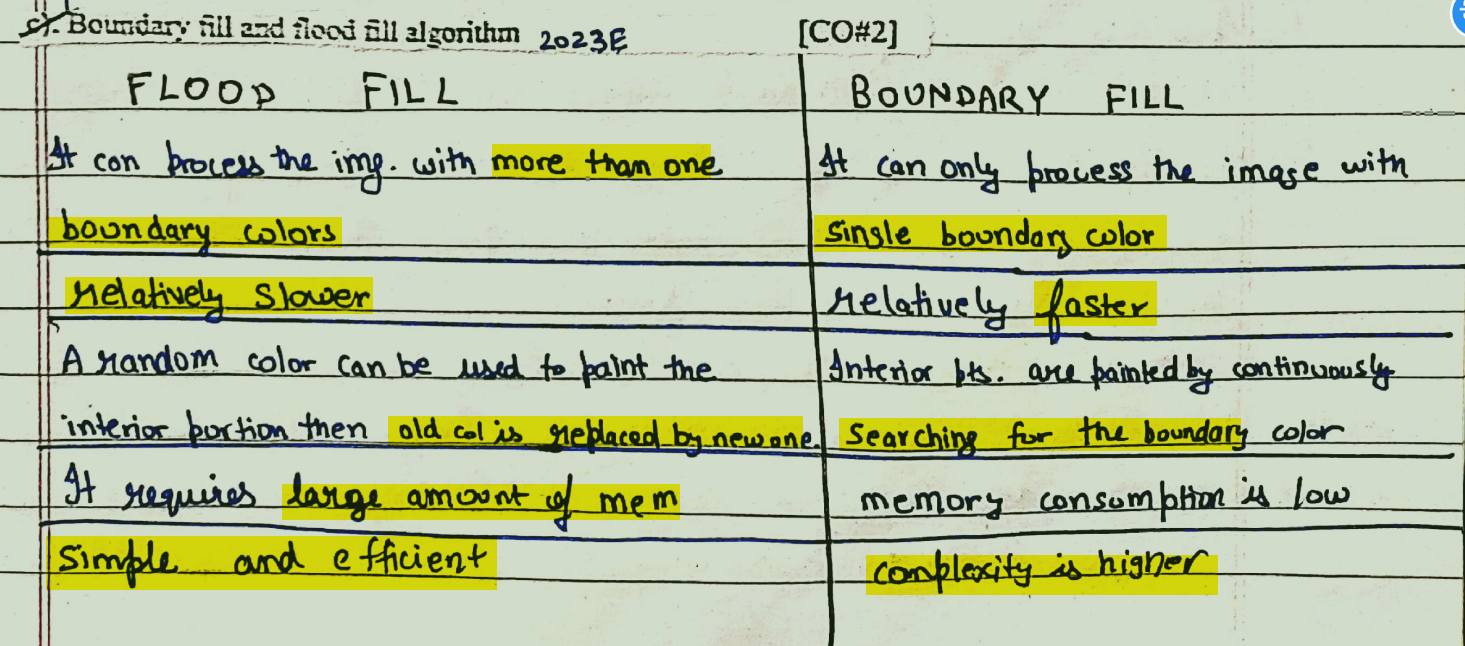 c). Boundary fill and flood fill algorithm 2023E [CO#2]
FLOOD FILL
BOUNDARY FILL
It can process the img. with more than one
boundary colors
It can only process the image with
single boundary color
relatively slower
relatively faster
A random color can be used to paint the
interior portion then old col is replaced by new one.
Interior pts. are painted by continuously
searching for the boundary color
It requires large amount of mem
memory consumption is low
Simple and efficient
complexity is higher